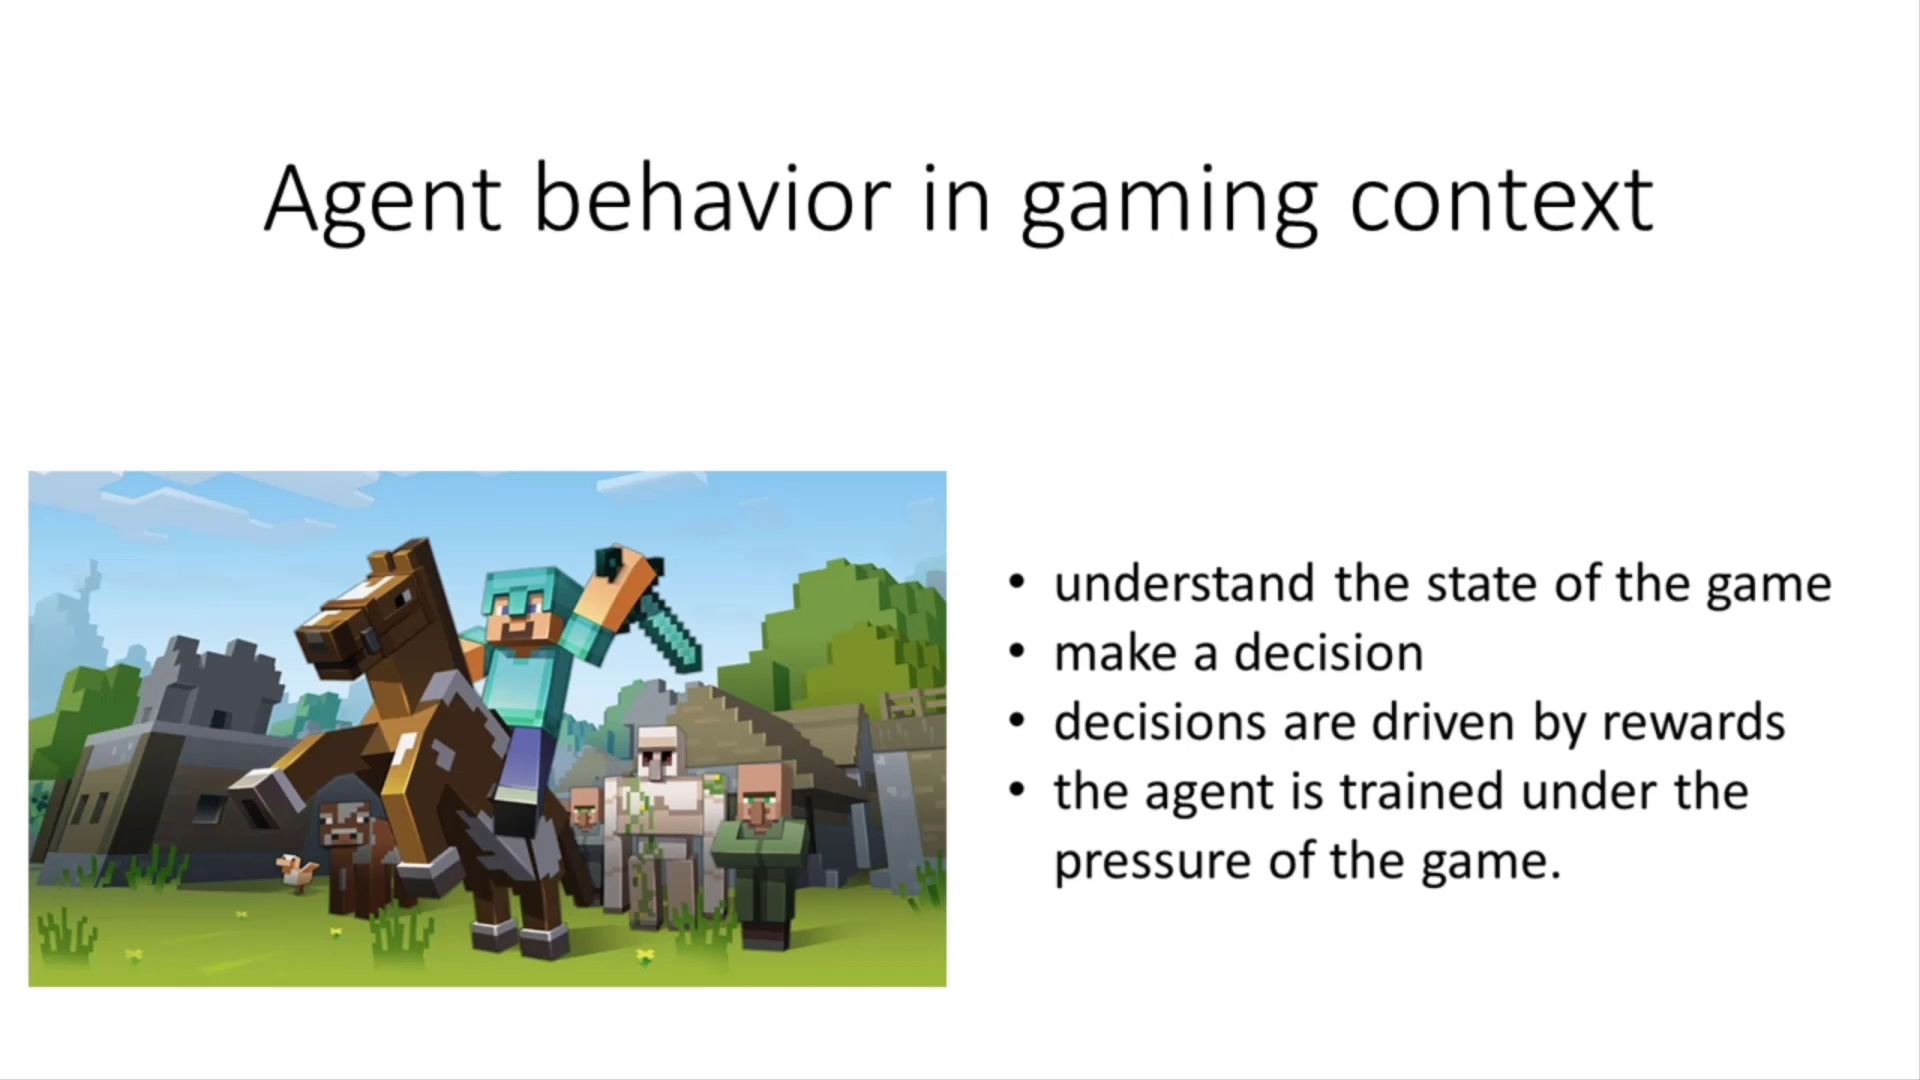 Agent behavior in gaming context
• understand the state of the game
• make a decision
• decisions are driven by rewards
• the agent is trained under the
pressure of the game.